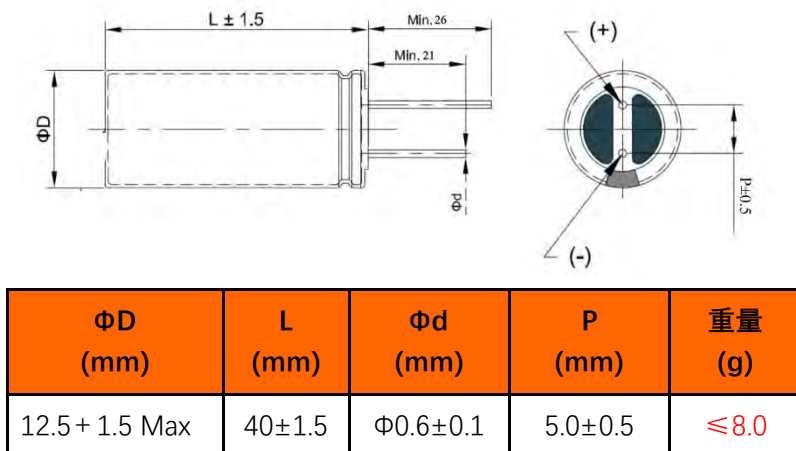 L ± 1.5
Min. 26
Min. 21
ΦD
Φd
(+)
P±0.5
(-)
ΦD (mm) L (mm) Φd (mm) P (mm) 重量 (g)
12.5+1.5 Max 40±1.5 Φ0.6±0.1 5.0±0.5 ≤8.0